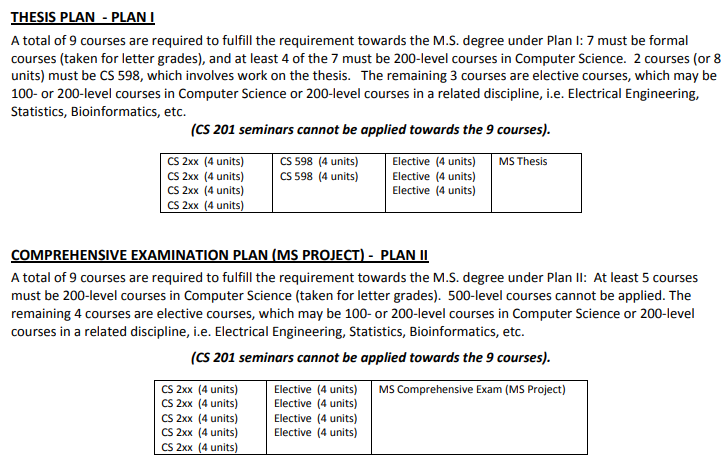 THESIS PLAN - PLAN I
A total of 9 courses are required to fulfill the requirement towards the M.S. degree under Plan I: 7 must be formal
courses (taken for letter grades), and at least 4 of the 7 must be 200-level courses in Computer Science. 2 courses (or 8
units) must be CS 598, which involves work on the thesis. The remaining 3 courses are elective courses, which may be
100- or 200-level courses in Computer Science or 200-level courses in a related discipline, i.e. Electrical Engineering,
Statistics, Bioinformatics, etc.
(CS 201 seminars cannot be applied towards the 9 courses).
CS 2xx (4 units) CS 598 (4 units) Elective (4 units) MS Thesis
CS 2xx (4 units) CS 598 (4 units) Elective (4 units)
CS 2xx (4 units) Elective (4 units)
CS 2xx (4 units)
COMPREHENSIVE EXAMINATION PLAN (MS PROJECT) - PLAN II
A total of 9 courses are required to fulfill the requirement towards the M.S. degree under Plan II: At least 5 courses
must be 200-level courses in Computer Science (taken for letter grades). 500-level courses cannot be applied. The
remaining 4 courses are elective courses, which may be 100- or 200-level courses in Computer Science or 200-level
courses in a related discipline, i.e. Electrical Engineering, Statistics, Bioinformatics, etc.
(CS 201 seminars cannot be applied towards the 9 courses).
CS 2xx (4 units) Elective (4 units) MS Comprehensive Exam (MS Project)
CS 2xx (4 units) Elective (4 units)
CS 2xx (4 units) Elective (4 units)
CS 2xx (4 units) Elective (4 units)
CS 2xx (4 units)